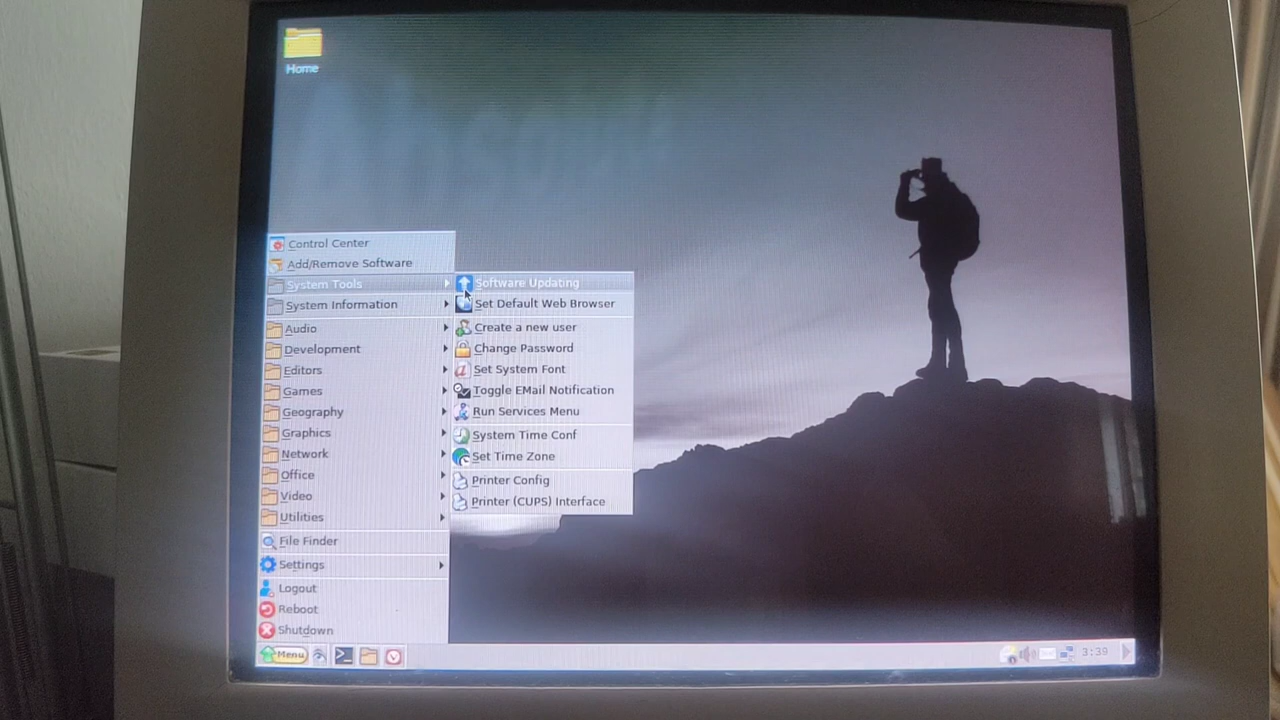 Home
Control Center
Add/Remove Software
System Tools
System Information
Audio
Development
Editors
Games
Geography
Graphics
Network
Office
Video
Utilities
File Finder
Settings
Logout
Reboot
Shutdown
Software Updating
Set Default Web Browser
Create a new user
Change Password
Set System Font
Toggle EMail Notification
Run Services Menu
System Time Conf
Set Time Zone
Printer Config
Printer (CUPS) Interface
Menu
3:39